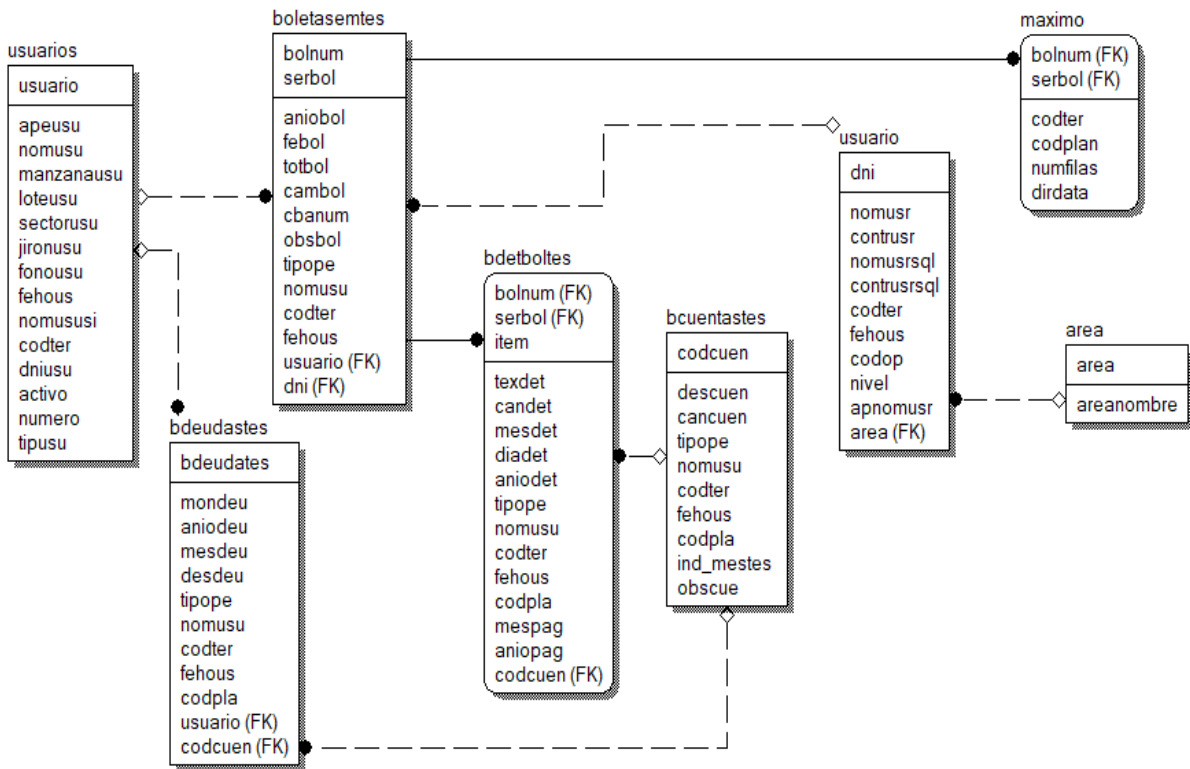 usuarios
usuario
apeusu
nomusu
manzanausu
loteusu
sectorusu
jironusu
fonousu
fehous
nomususi
codter
dniusu
activo
numero
tipusu
boletasemtes
bolnum
serbol
aniobol
febol
totbol
cambol
cbanum
obsbol
tipope
nomusu
codter
fehous
usuario (FK)
dni (FK)
maximo
bolnum (FK)
serbol (FK)
codter
codplan
numfilas
dirdata
usuario
dni
nomusr
contrusr
nomusrsql
contrusrsql
codter
fehous
codop
nivel
apnomusr
area (FK)
area
area
areanombre
bdetboltes
bolnum (FK)
serbol (FK)
item
texdet
candet
mesdet
diadet
aniodet
tipope
nomusu
codter
fehous
codpla
mespag
aniopag
codcuen (FK)
bcuentastes
codcuen
descuen
cancuen
tipope
nomusu
codter
fehous
codpla
ind_mestes
obscue
bdeudastes
bdeudates
mondeu
aniodeu
mesdeu
desdeu
tipope
nomusu
codter
fehous
codpla
usuario (FK)
codcuen (FK)